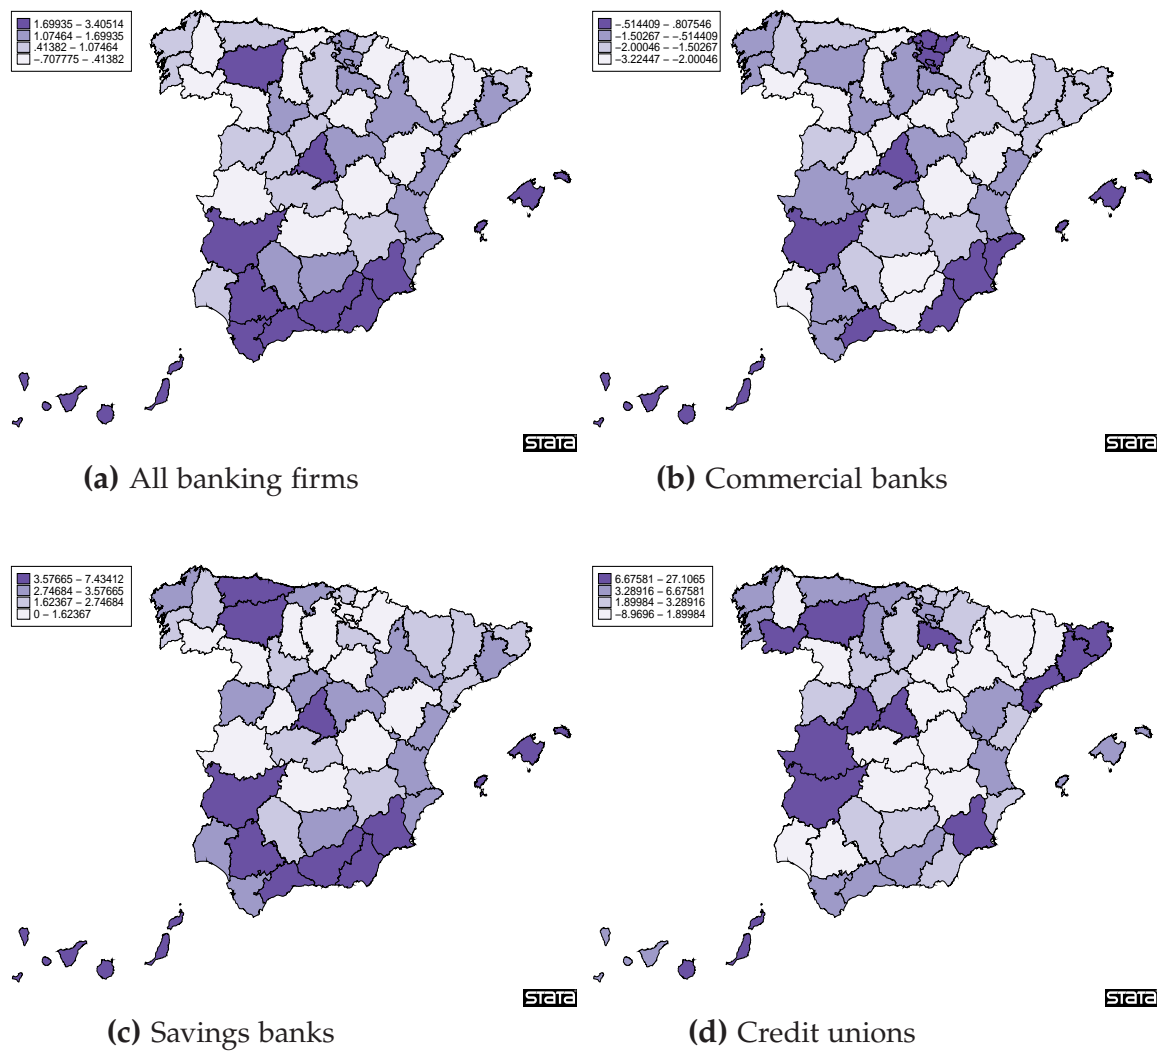 1.69935 – 3.40514
1.07464 – 1.69935
.41382 – 1.07464
–.707775 – .41382
stata
(a) All banking firms
–.514409 – .807546
–1.50267 – –.514409
–2.00046 – –1.50267
–3.22447 – –2.00046
stata
(b) Commercial banks
3.57665 – 7.43412
2.74684 – 3.57665
1.62367 – 2.74684
0 – 1.62367
stata
(c) Savings banks
6.67581 – 27.1065
3.28916 – 6.67581
1.89984 – 3.28916
–8.9696 – 1.89984
stata
(d) Credit unions